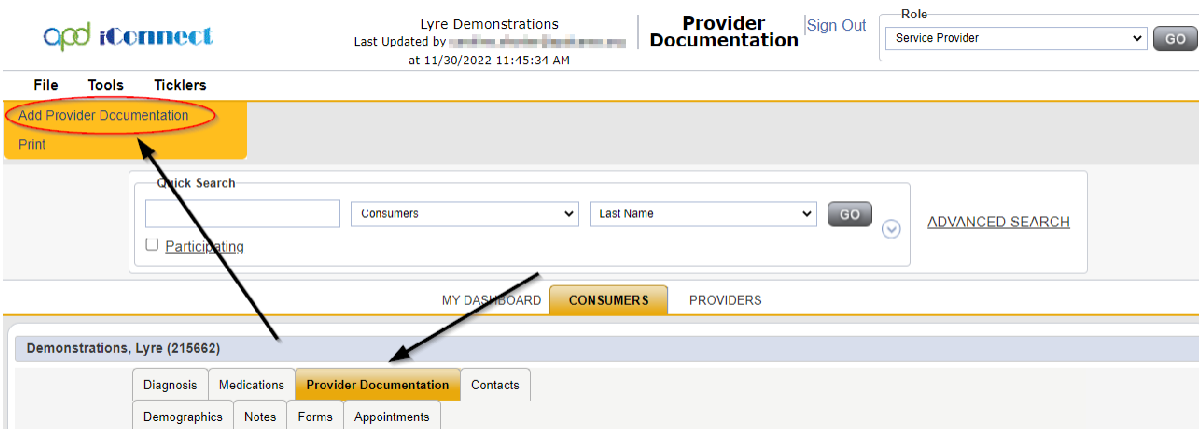 apd iConnect
Lyre Demonstrations
Last Updated by
at 11/30/2022 11:45:34 AM
Provider
Documentation
Sign Out
Role
Service Provider
GO
File Tools Ticklers
Add Provider Documentation
Print
Quick Search
Consumers
Last Name
GO
ADVANCED SEARCH
Participating
MY DASHBOARD CONSUMERS PROVIDERS
Demonstrations, Lyre (215662)
Diagnosis Medications Provider Documentation Contacts
Demographics Notes Forms Appointments